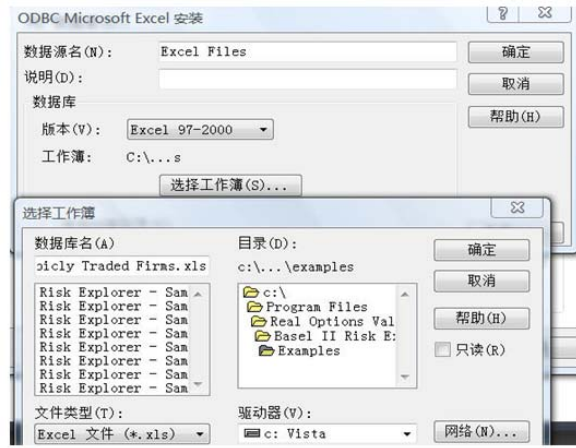 ODBC Microsoft Excel 安装
数据源名(N): Excel Files 确定
说明(D): 取消
数据库 帮助(H)
版本(V): Excel 97-2000
工作簿: C:\...s
选择工作簿(S)...
选择工作簿
数据库名(A) 目录(D): 确定
Traded Firms.xls c:\...\examples 取消
Risk Explorer - Sam c:\
Risk Explorer - Sam Program Files 帮助(H)
Risk Explorer - Sam Real Options Val
Risk Explorer - Sam Basel II Risk 只读(R)
Risk Explorer - Sam Examples
Risk Explorer - Sam
Risk Explorer - Sam
Risk Explorer - Sam
文件类型(T): 驱动器(V):
Excel 文件 (*.xls) c: Vista 网络(N)...